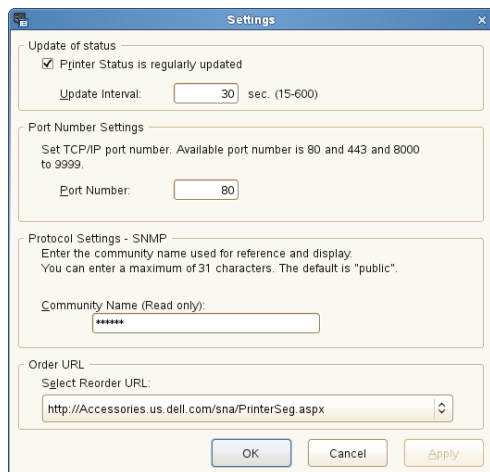 Settings
Update of status
Printer Status is regularly updated
Update Interval: 30 sec. (15-600)
Port Number Settings
Set TCP/IP port number. Available port number is 80 and 443 and 8000
to 9999.
Port Number: 80
Protocol Settings - SNMP
Enter the community name used for reference and display.
You can enter a maximum of 31 characters. The default is "public".
Community Name (Read only):
******
Order URL
Select Reorder URL:
http://Accessories.us.dell.com/sna/PrinterSeg.aspx
OK Cancel Apply